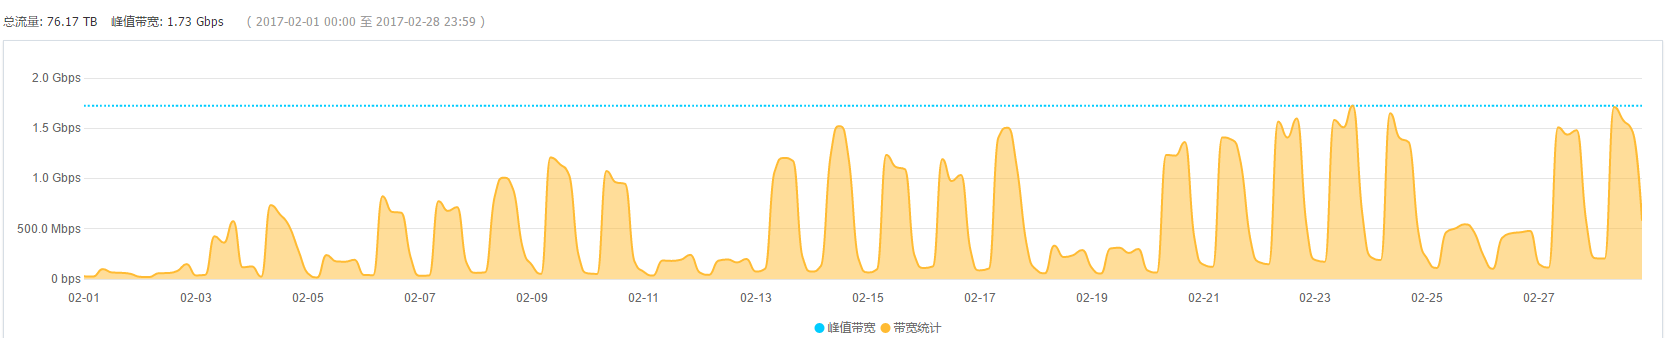 总流量: 76.17 TB 峰值带宽: 1.73 Gbps ( 2017-02-01 00:00 至 2017-02-28 23:59 )
2.0 Gbps
1.5 Gbps
1.0 Gbps
500.0 Mbps
0 bps
02-01 02-03 02-05 02-07 02-09 02-11 02-13 02-15 02-17 02-19 02-21 02-23 02-25 02-27
峰值带宽 带宽统计